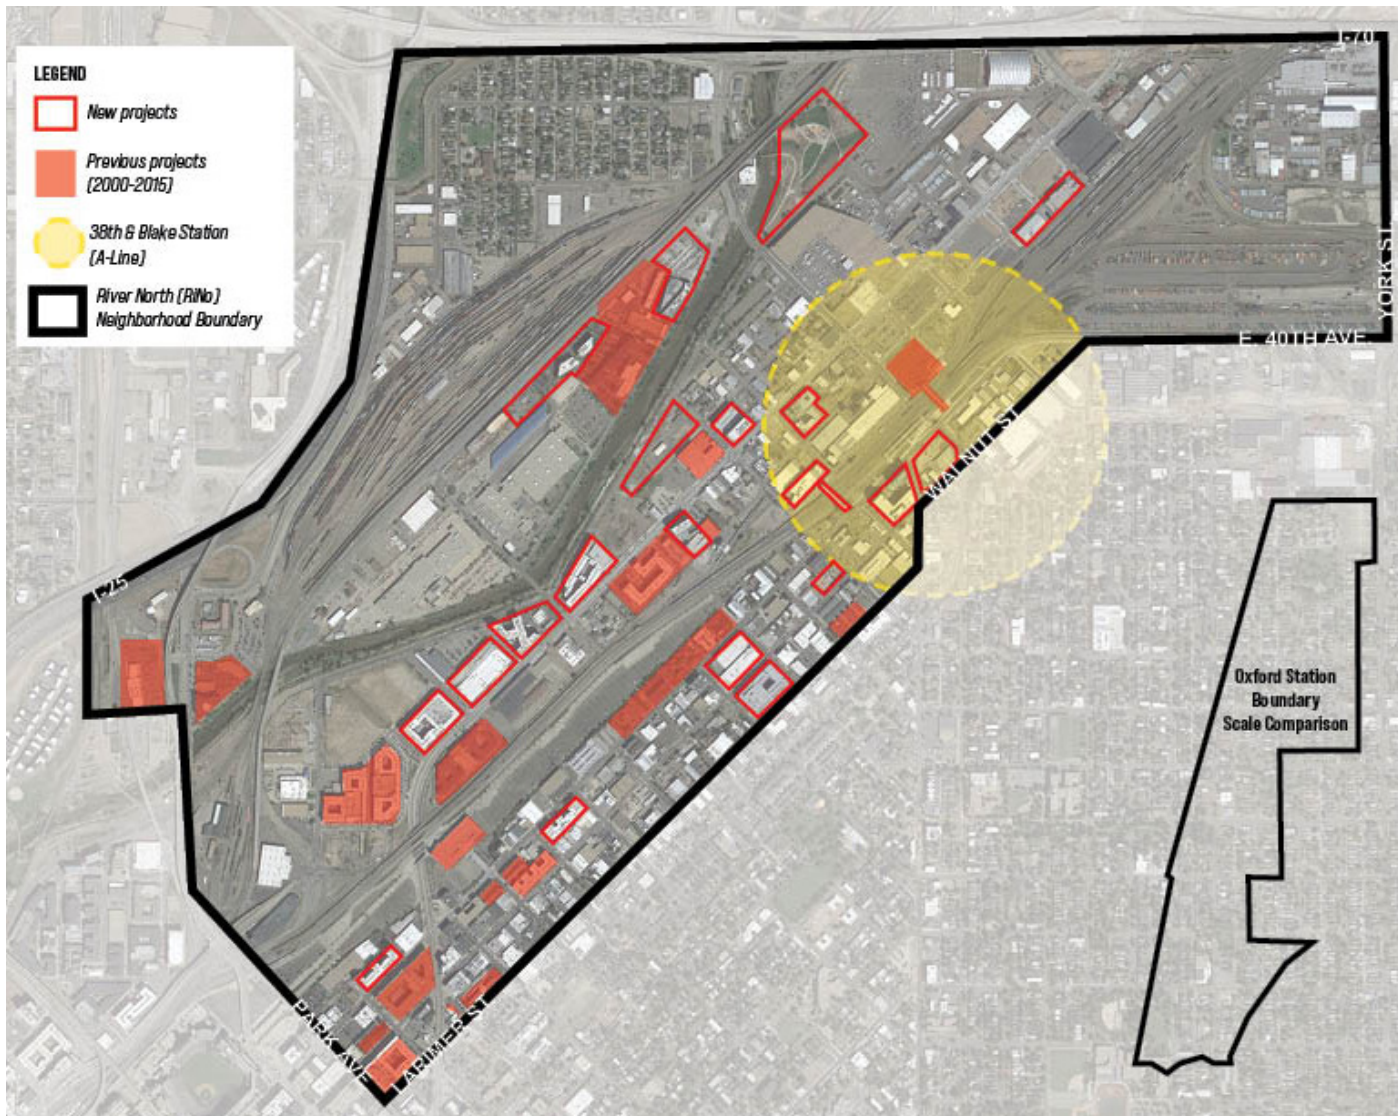 LEGEND
New projects
Previous projects
(2000-2015)
38th & Blake Station
(A-Line)
River North (RiNo)
Neighborhood Boundary
I-70
YORK ST
E. 40TH AVE
WALNUT ST
I-25
Oxford Station
Boundary
Scale Comparison
PARK AVE
LARIMER ST